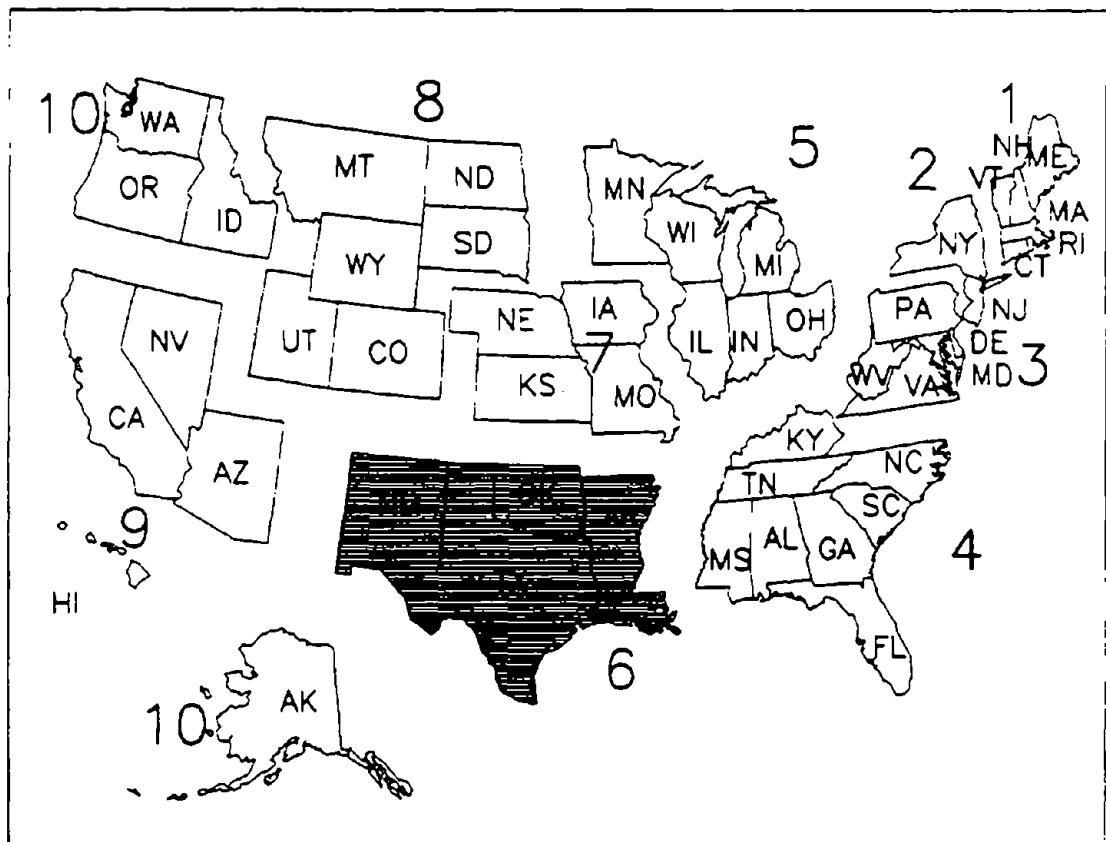 10
WA
OR
ID
8
MT
ND
SD
WY
UT
CO
5
MN
WI
MI
IL
IN
OH
1
NH
ME
VT
MA
RI
CT
2
NY
NJ
PA
DE
MD
3
WV
VA
NE
IA
7
KS
MO
NV
CA
AZ
9
HI
KY
TN
NC
SC
MS
AL
GA
4
FL
6
10
AK